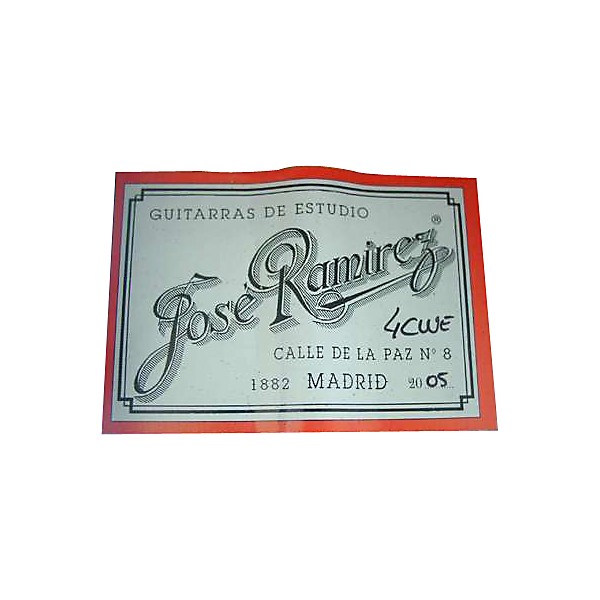 GUITARRAS DE ESTUDIO
José Ramirez ®
4CWE
CALLE DE LA PAZ Nº 8
1882 MADRID 2005